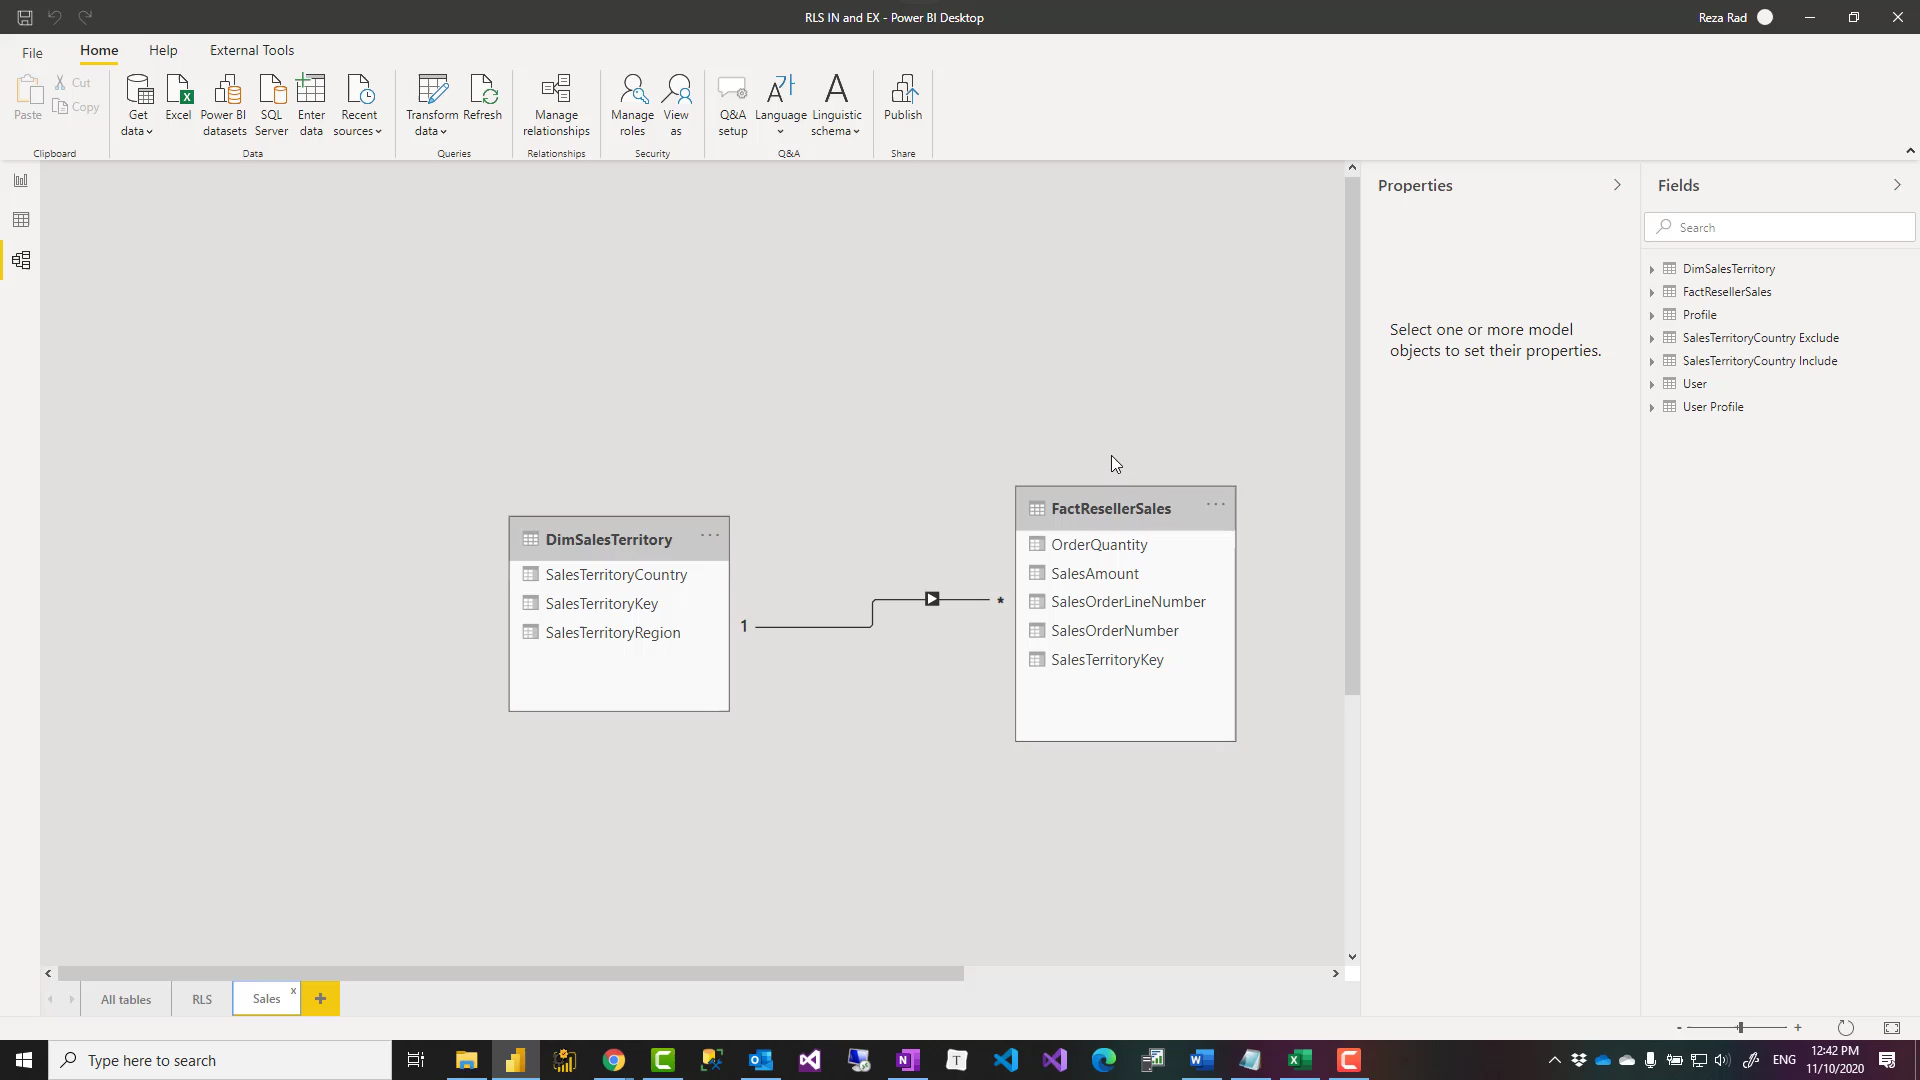 RLS IN and EX - Power BI Desktop
Reza Rad
File
Home
Help
External Tools
Paste
Cut
Copy
Clipboard
Get
data
Excel
Power BI
datasets
SQL
Server
Enter
data
Recent
sources
Data
Transform
data
Refresh
Queries
Manage
relationships
Relationships
Manage
roles
View
as
Security
Q&A
setup
Language
Linguistic
schema
Q&A
Publish
Share
Properties
Select one or more model
objects to set their properties.
Fields
Search
DimSalesTerritory
FactResellerSales
Profile
SalesTerritoryCountry Exclude
SalesTerritoryCountry Include
User
User Profile
DimSalesTerritory
SalesTerritoryCountry
SalesTerritoryKey
SalesTerritoryRegion
1
*
FactResellerSales
OrderQuantity
SalesAmount
SalesOrderLineNumber
SalesOrderNumber
SalesTerritoryKey
All tables
RLS
Sales
x
+
- +
Type here to search
ENG
12:42 PM
11/10/2020